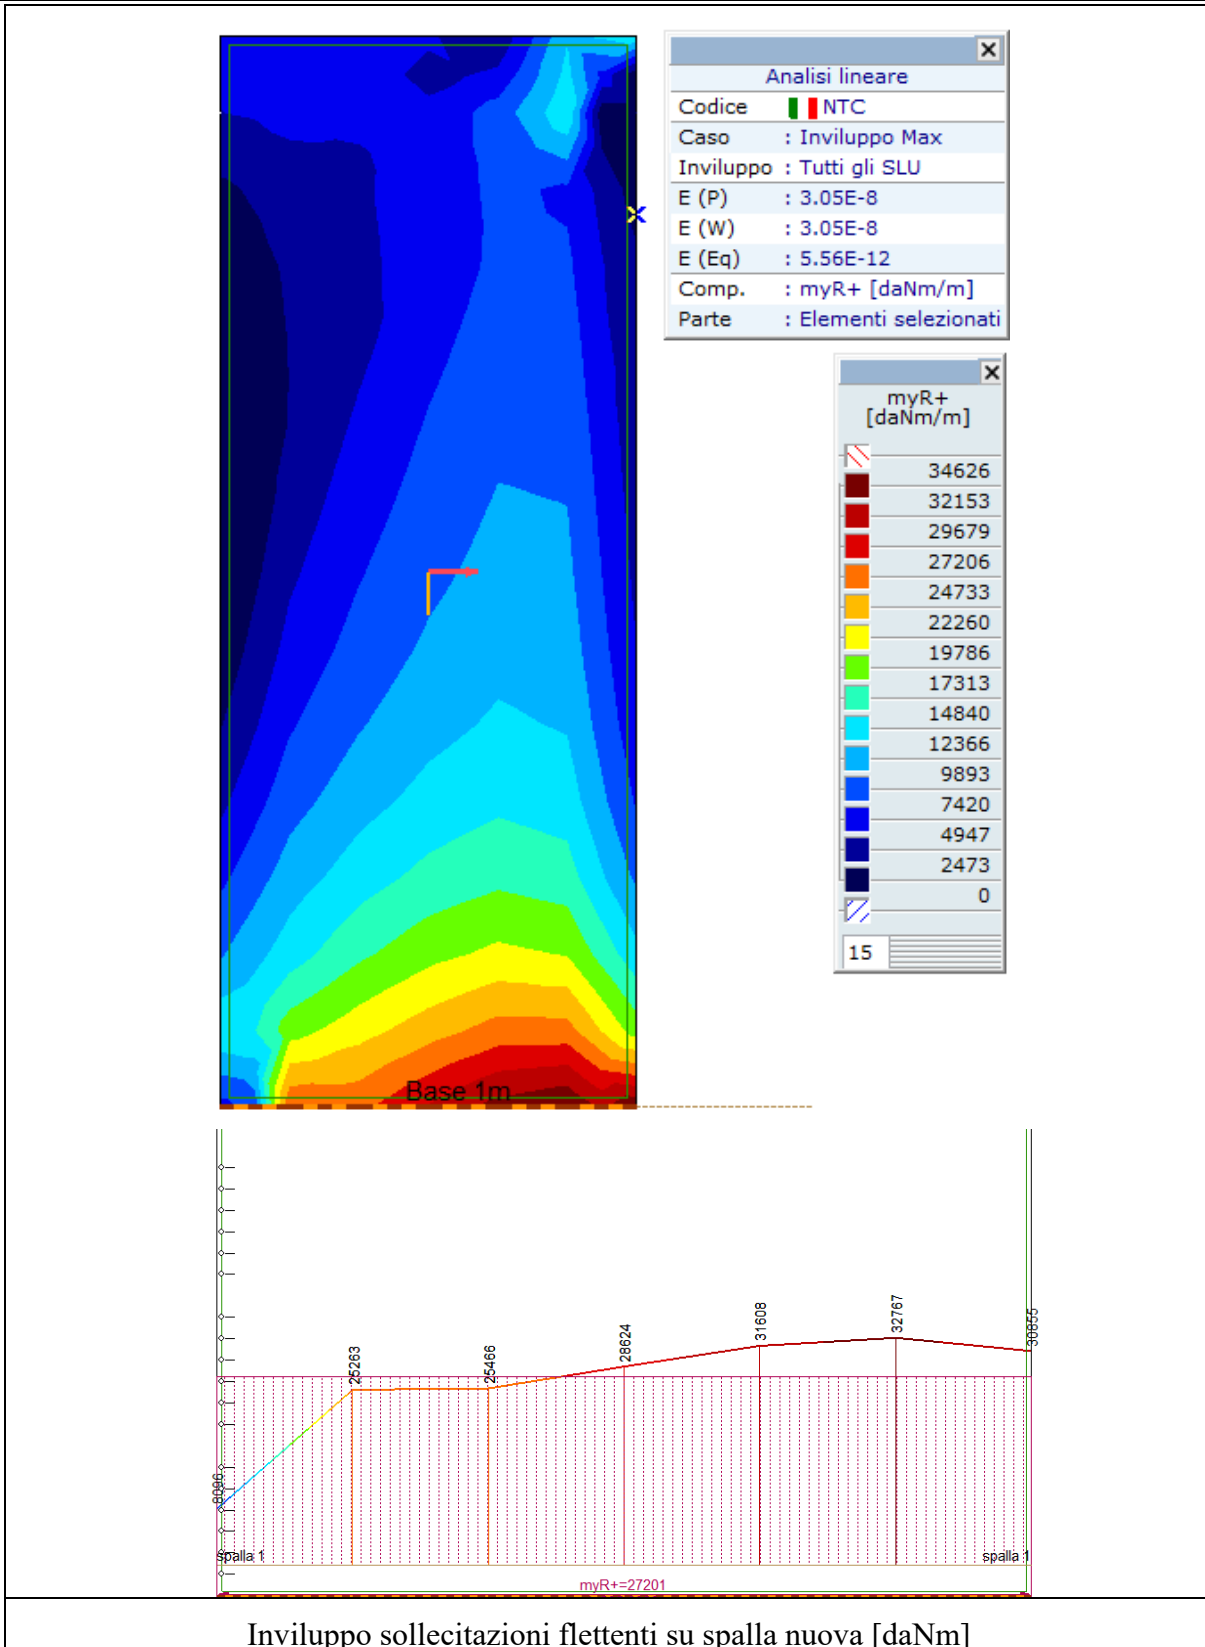 Analisi lineare
Codice NTC
Caso : Inviluppo Max
Inviluppo : Tutti gli SLU
E (P) : 3.05E-8
E (W) : 3.05E-8
E (Eq) : 5.56E-12
Comp. : myR+ [daNm/m]
Parte : Elementi selezionati
myR+
[daNm/m]
34626
32153
29679
27206
24733
22260
19786
17313
14840
12366
9893
7420
4947
2473
0
15
Base 1m
8096
25263
25466
28624
31608
32767
30855
spalla 1
spalla 1
myR+=27201
Inviluppo sollecitazioni flettenti su spalla nuova [daNm]